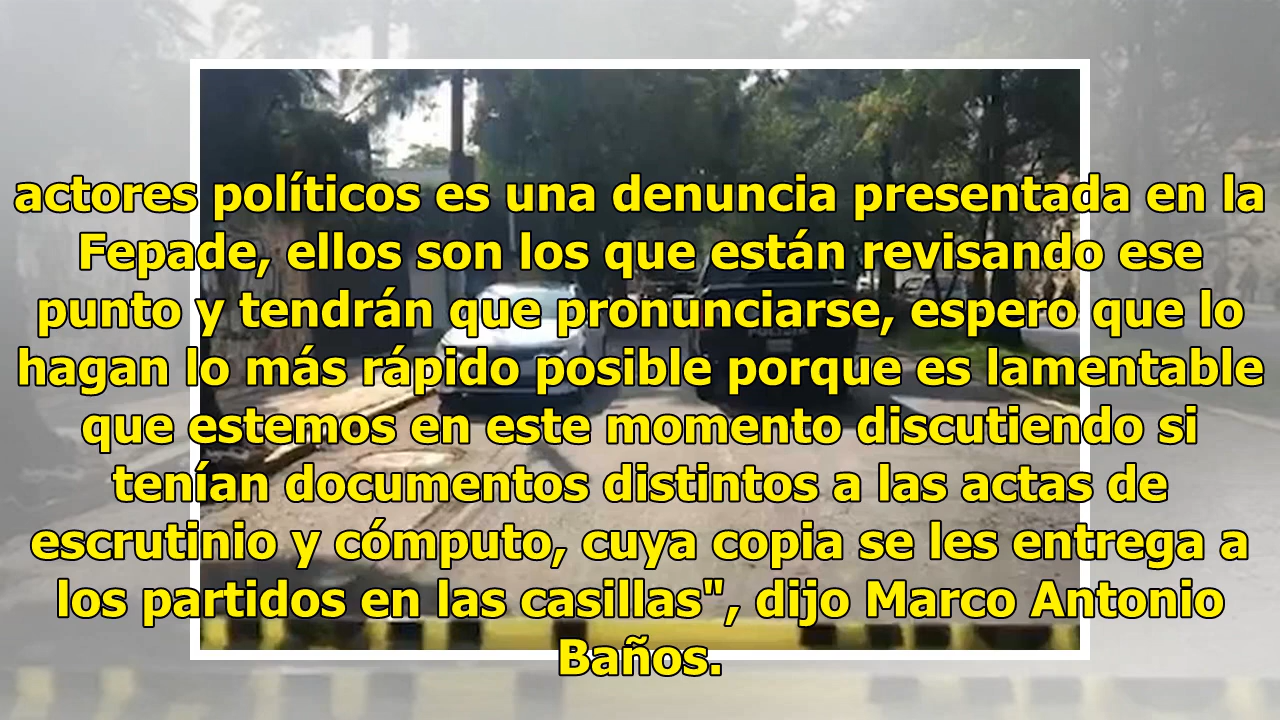 actores políticos es una denuncia presentada en la
Fepade, ellos son los que están revisando ese
punto y tendrán que pronunciarse, espero que lo
hagan lo más rápido posible porque es lamentable
que estemos en este momento discutiendo si
tenían documentos distintos a las actas de
escrutinio y cómputo, cuya copia se les entrega a
los partidos en las casillas", dijo Marco Antonio
Baños.